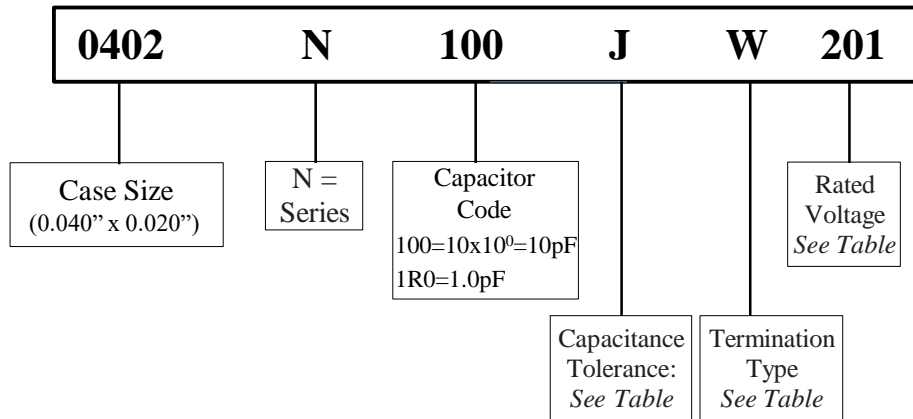 0402 N 100 J W 201
Case Size
(0.040” x 0.020”)
N =
Series
Capacitor
Code
100=10x10⁰=10pF
1R0=1.0pF
Rated
Voltage
See Table
Capacitance
Tolerance:
See Table
Termination
Type
See Table